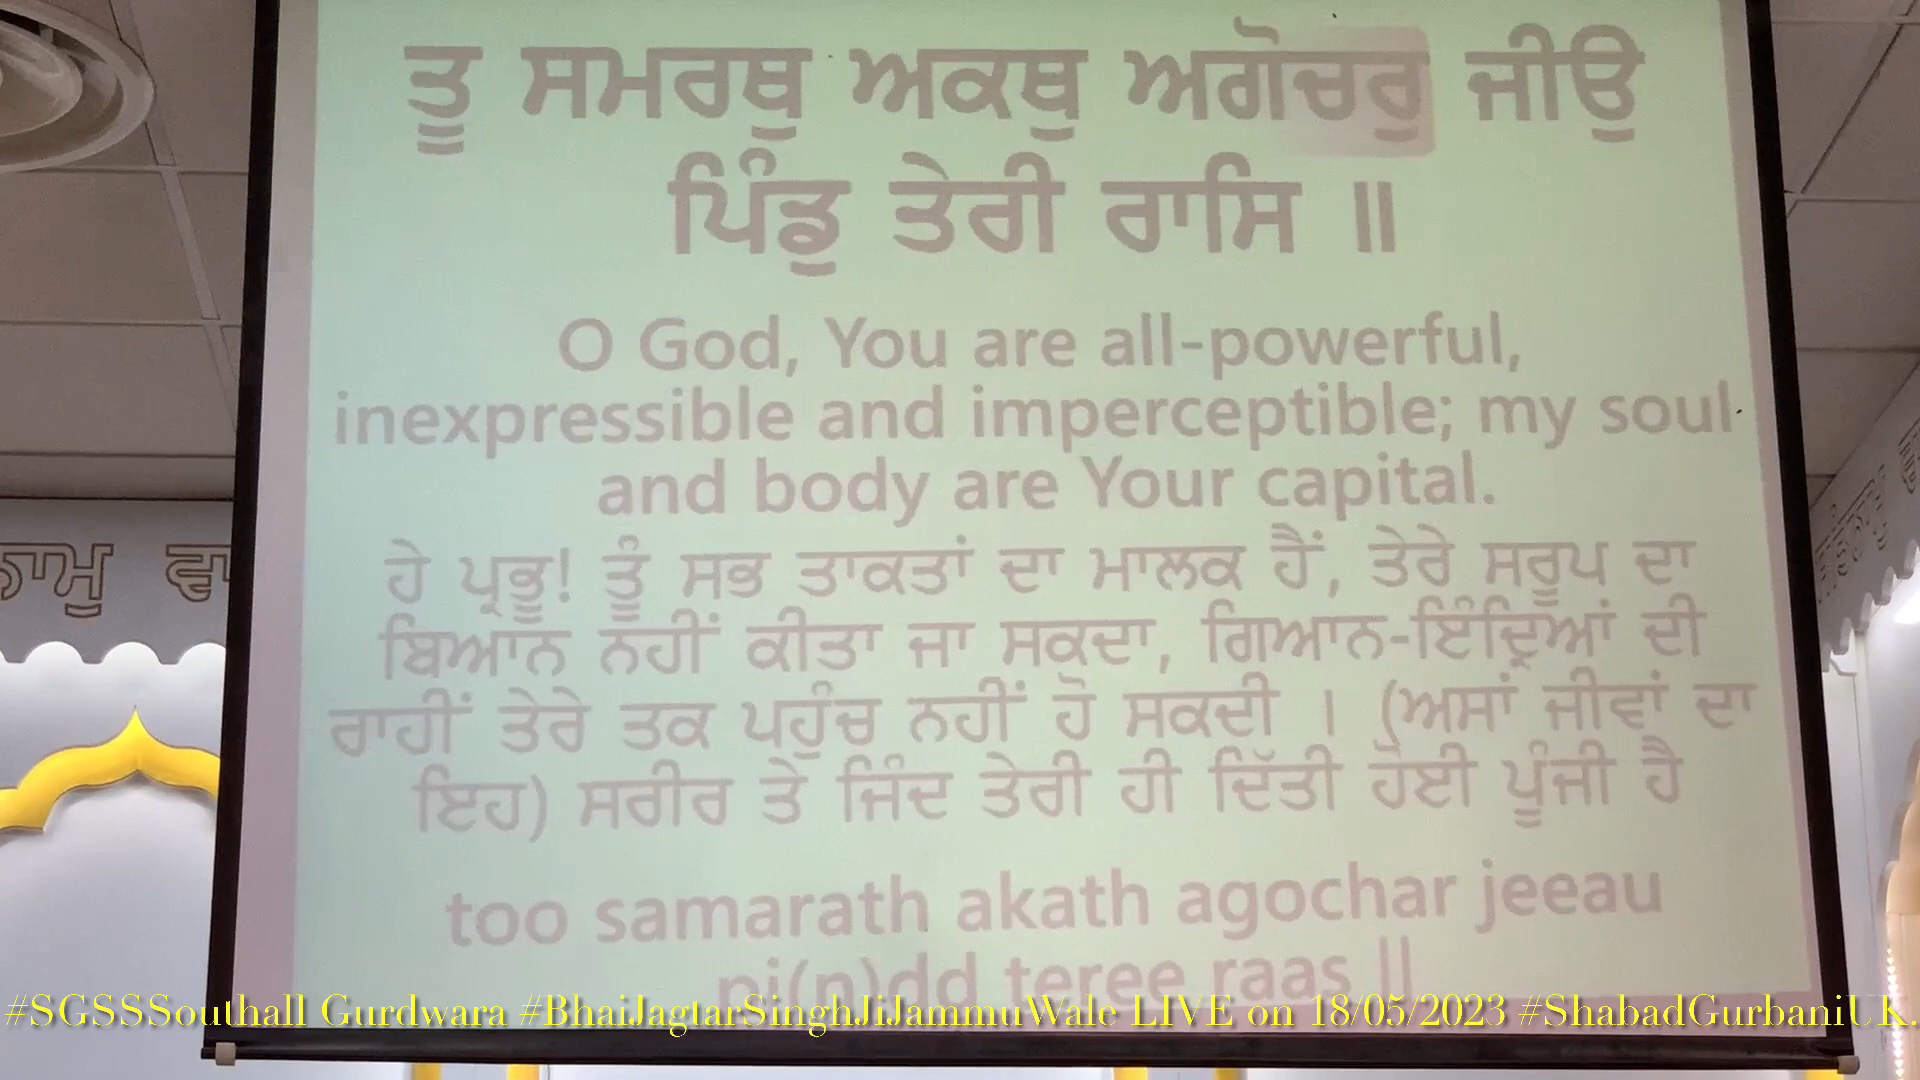 ਤੂ ਸਮਰਥੁ ਅਕਥੁ ਅਗੋਚਰੁ ਜੀਉ
ਪਿੰਡੁ ਤੇਰੀ ਰਾਸਿ ॥
O God, You are all-powerful,
inexpressible and imperceptible; my soul
and body are Your capital.
ਹੇ ਪ੍ਰਭੂ! ਤੂੰ ਸਭ ਤਾਕਤਾਂ ਦਾ ਮਾਲਕ ਹੈਂ, ਤੇਰੇ ਸਰੂਪ ਦਾ
ਬਿਆਨ ਨਹੀਂ ਕੀਤਾ ਜਾ ਸਕਦਾ, ਗਿਆਨ-ਇੰਦ੍ਰਿਆਂ ਦੀ
ਰਾਹੀਂ ਤੇਰੇ ਤਕ ਪਹੁੰਚ ਨਹੀਂ ਹੋ ਸਕਦੀ । (ਅਸਾਂ ਜੀਵਾਂ ਦਾ
ਇਹ) ਸਰੀਰ ਤੇ ਜਿੰਦ ਤੇਰੀ ਹੀ ਦਿੱਤੀ ਹੋਈ ਪੂੰਜੀ ਹੈ
too samarath akath agochar jeeau
pi(n)dd teree raas ||
#SGSSSouthall Gurdwara #BhaiJagtarSinghJiJammuWale LIVE on 18/05/2023 #ShabadGurbaniUK.
ਨਾਮੁ ਵਾ